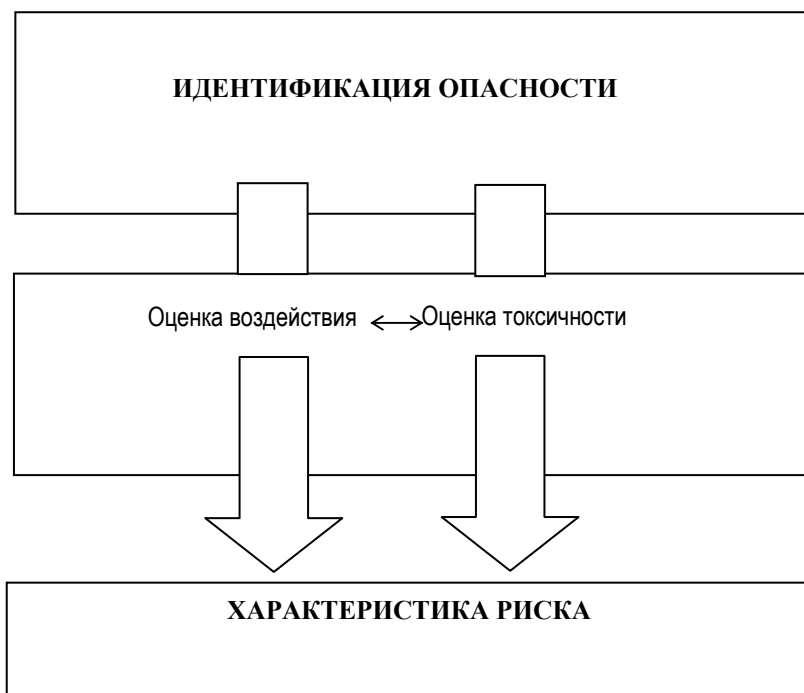 ИДЕНТИФИКАЦИЯ ОПАСНОСТИ
Оценка воздействия Оценка токсичности
ХАРАКТЕРИСТИКА РИСКА